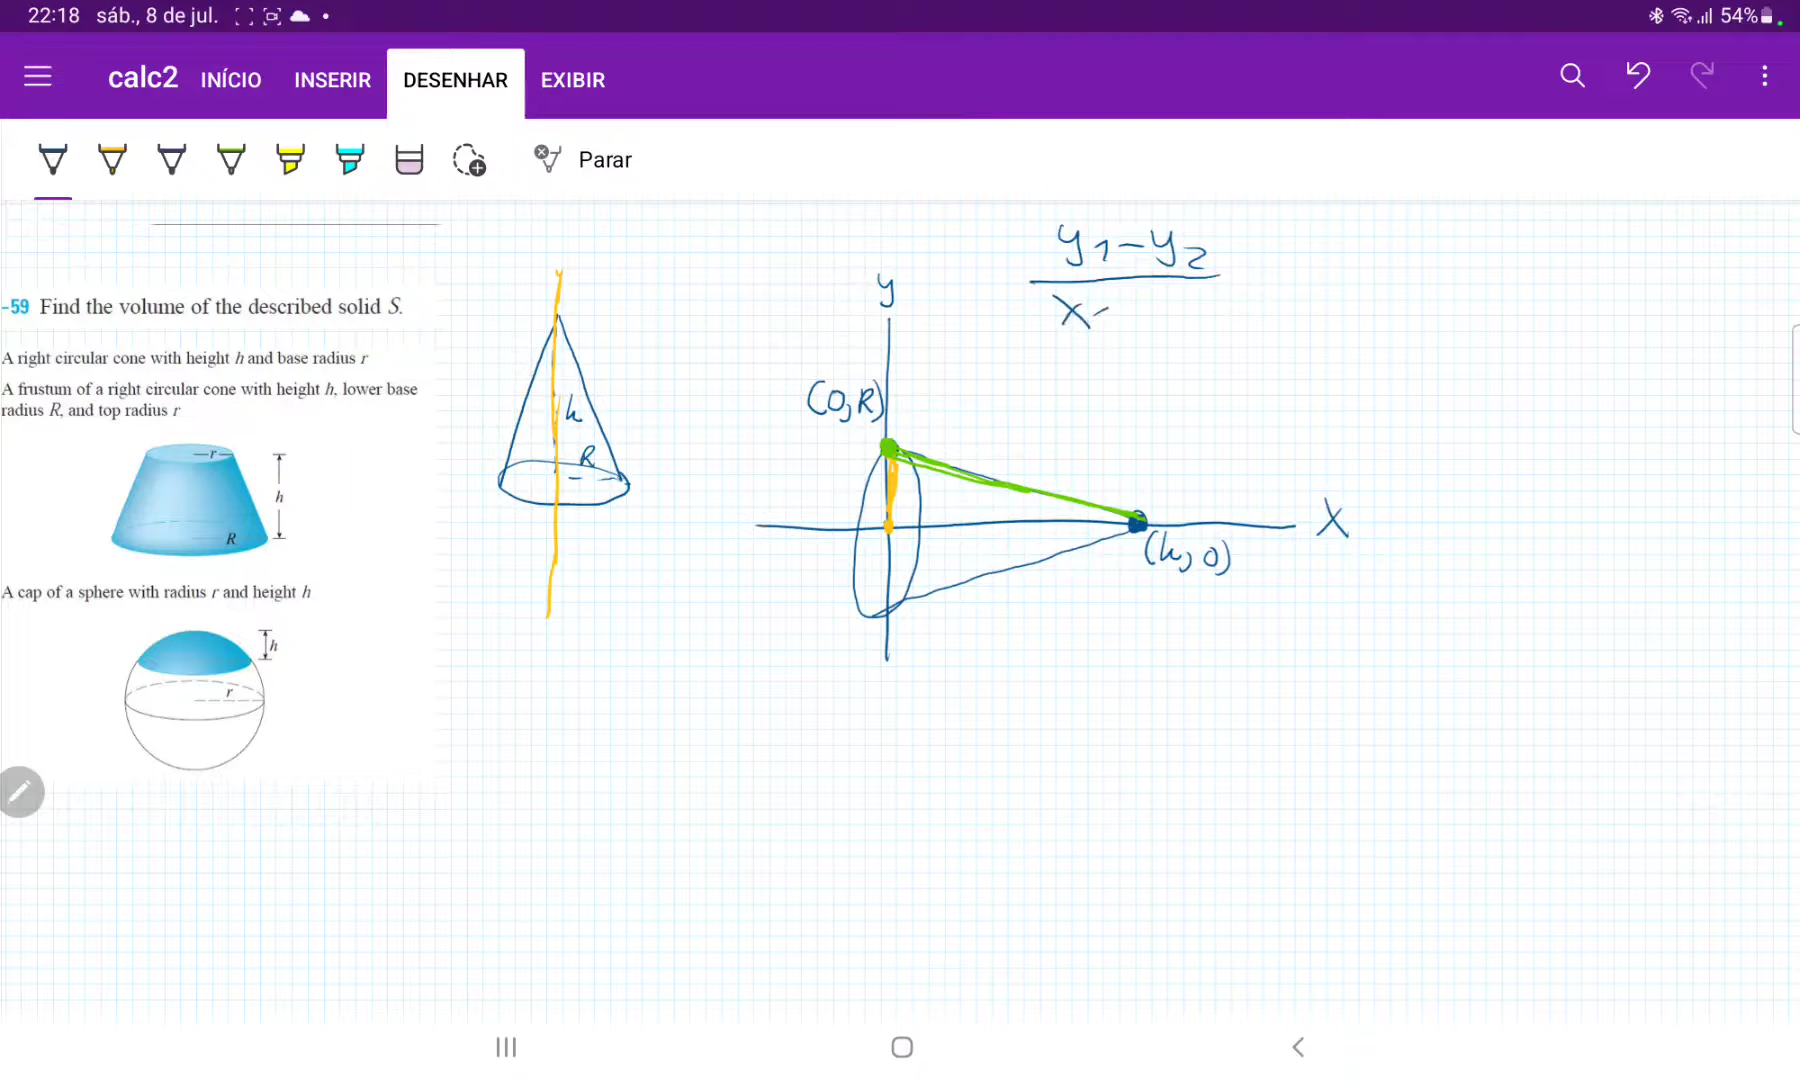 22:18 sáb., 8 de jul. 54%
calc2 INÍCIO INSERIR DESENHAR EXIBIR
Parar
-59 Find the volume of the described solid S.
A right circular cone with height h and base radius r
A frustum of a right circular cone with height h, lower base
radius R, and top radius r
r
h
R
A cap of a sphere with radius r and height h
h
r
h
R
y
(0,R)
X
(h,0)
y1-y2
x-